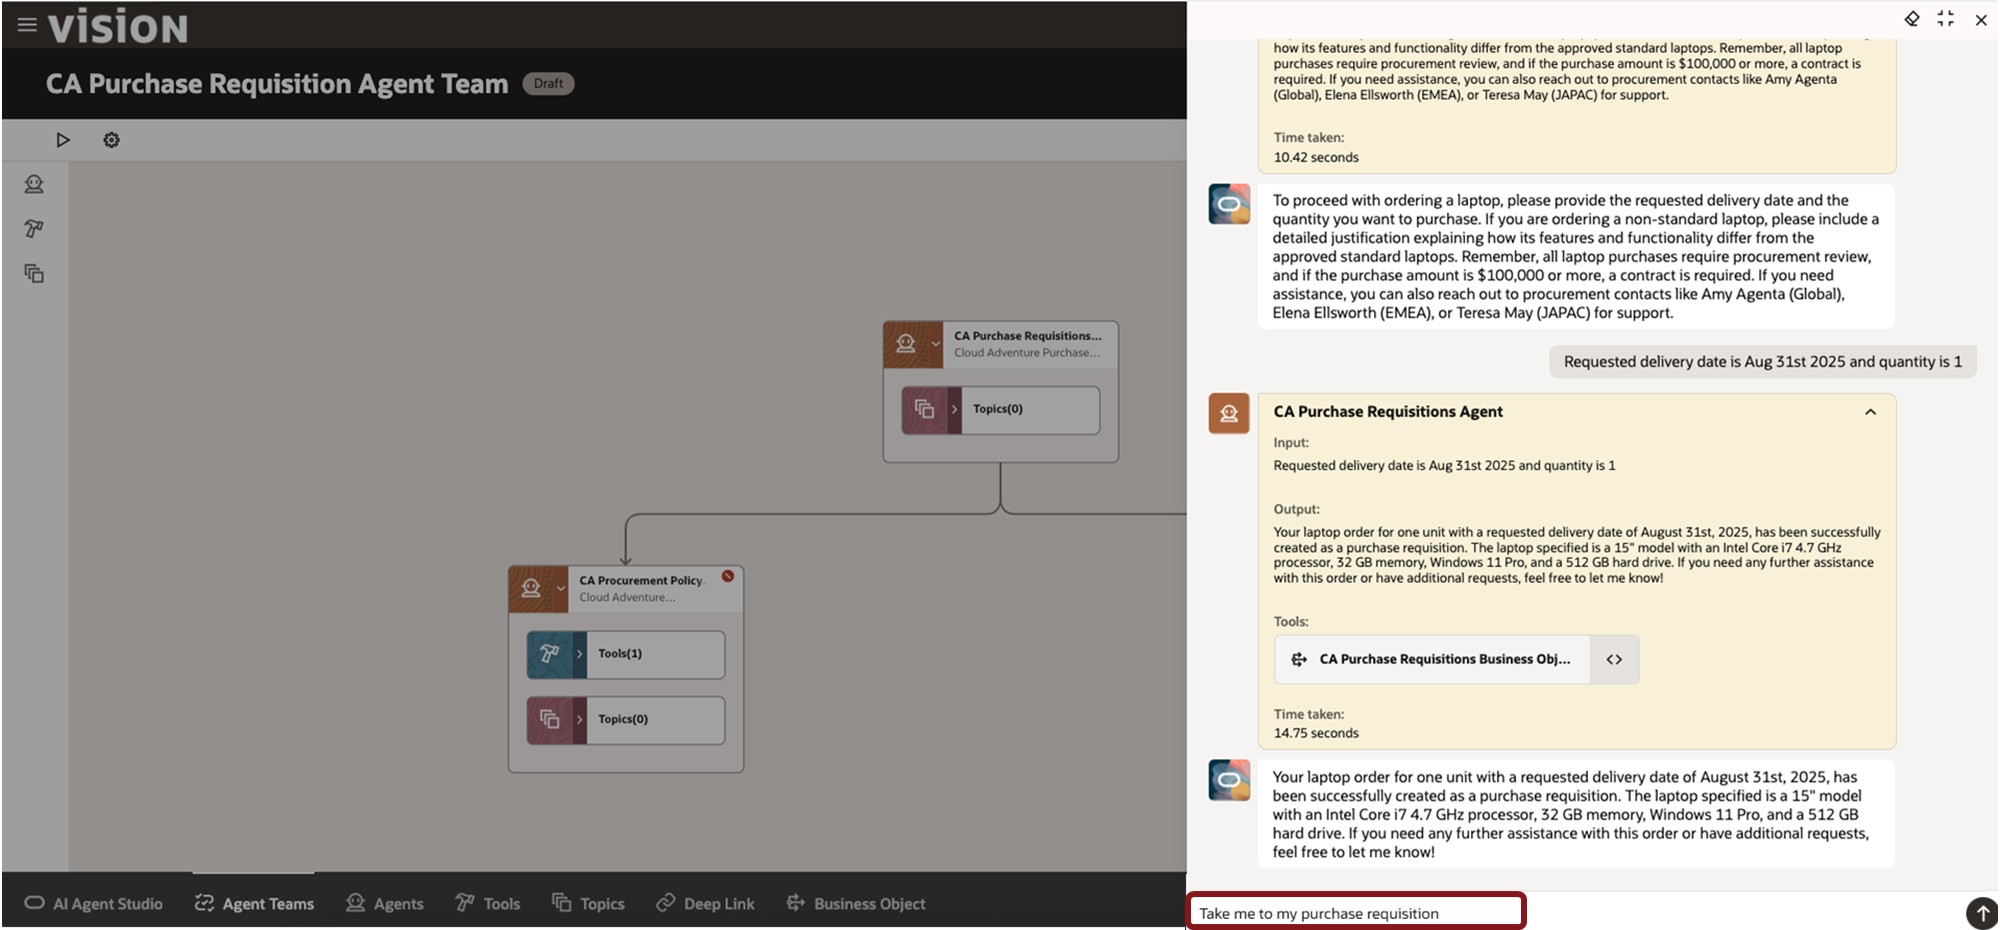 vision
CA Purchase Requisition Agent Team
Draft
CA Purchase Requisitions...
Cloud Adventure Purchase...
Topics(0)
CA Procurement Policy.
Cloud Adventure...
Tools(1)
Topics(0)
AI Agent Studio
Agent Teams
Agents
Tools
Topics
Deep Link
Business Object
how its features and functionality differ from the approved standard laptops. Remember, all laptop
purchases require procurement review, and if the purchase amount is $100,000 or more, a contract is
required. If you need assistance, you can also reach out to procurement contacts like Amy Agenta
(Global), Elena Ellsworth (EMEA), or Teresa May (JAPAC) for support.
Time taken:
10.42 seconds
To proceed with ordering a laptop, please provide the requested delivery date and the
quantity you want to purchase. If you are ordering a non-standard laptop, please include a
detailed justification explaining how its features and functionality differ from the
approved standard laptops. Remember, all laptop purchases require procurement review,
and if the purchase amount is $100,000 or more, a contract is required. If you need
assistance, you can also reach out to procurement contacts like Amy Agenta (Global),
Elena Ellsworth (EMEA), or Teresa May (JAPAC) for support.
Requested delivery date is Aug 31st 2025 and quantity is 1
CA Purchase Requisitions Agent
Input:
Requested delivery date is Aug 31st 2025 and quantity is 1
Output:
Your laptop order for one unit with a requested delivery date of August 31st, 2025, has been successfully
created as a purchase requisition. The laptop specified is a 15" model with an Intel Core i7 4.7 GHz
processor, 32 GB memory, Windows 11 Pro, and a 512 GB hard drive. If you need any further assistance
with this order or have additional requests, feel free to let me know!
Tools:
CA Purchase Requisitions Business Obj...
Time taken:
14.75 seconds
Your laptop order for one unit with a requested delivery date of August 31st, 2025, has
been successfully created as a purchase requisition. The laptop specified is a 15" model
with an Intel Core i7 4.7 GHz processor, 32 GB memory, Windows 11 Pro, and a 512 GB
hard drive. If you need any further assistance with this order or have additional requests,
feel free to let me know!
Take me to my purchase requisition